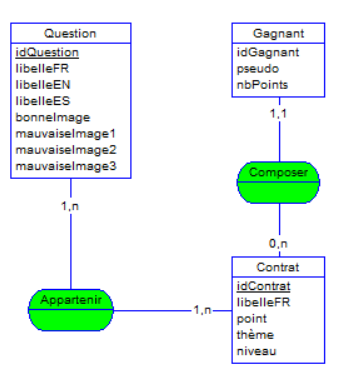 Question
idQuestion
libelleFR
libelleEN
libelleES
bonneImage
mauvaiseImage1
mauvaiseImage2
mauvaiseImage3
Gagnant
idGagnant
pseudo
nbPoints
1,1
Composer
0,n
1,n
Appartenir
1,n
Contrat
idContrat
libelleFR
point
thème
niveau